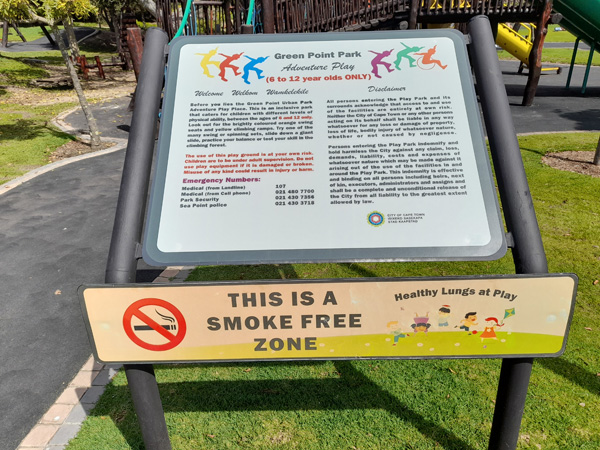 Green Point Park
Adventure Play
(6 to 12 year olds ONLY)
Welcome Welkom Wamkelekile
Before you lies the Green Point Urban Park
Adventure Play Place. This is an inclusive park
that caters for children with different levels of
physical ability, between the ages of 6 and 12 only.
Look out for the brightly coloured orange swing
seats and yellow climbing ropes. Try one of the
many swing or spinning sets, slide down a giant
slide, practice your balance or test your skill in the
climbing forest.
The use of this play ground is at your own risk.
Children are to be under adult supervision. Do not
use play equipment if it is damaged or broken.
Misuse of any kind could result in injury or harm.
Emergency Numbers:
Medical (from Landline) 107
Medical (from Cell phone) 021 480 7700
Park Security 021 430 7356
Sea Point police 021 430 3718
Disclaimer
All persons entering the Play Park and its
surrounds acknowledge that access to and use
of the facilities are entirely at own risk.
Neither the City of Cape Town or any other person
acting on its behalf shall be liable in any way
whatsoever for any loss or damage of property,
loss of life, bodily injury of whatsoever nature,
whether or not caused by negligence.
Persons entering the Play Park indemnify and
hold harmless the City against any claim, loss,
demands, liability, costs and expenses of
whatsoever nature which may be made against it
arising out of the use of the facilities in and
around the Play Park. This indemnity is effective
and binding on all persons including heirs, next
of kin, executors, administrators and assigns and
shall be a complete and unconditional release of
the City from all liability to the greatest extent
allowed by law.
CITY OF CAPE TOWN
ISIXEKO SASEKAPA
STAD KAAPSTAD
THIS IS A
SMOKE FREE
ZONE
Healthy Lungs at Play